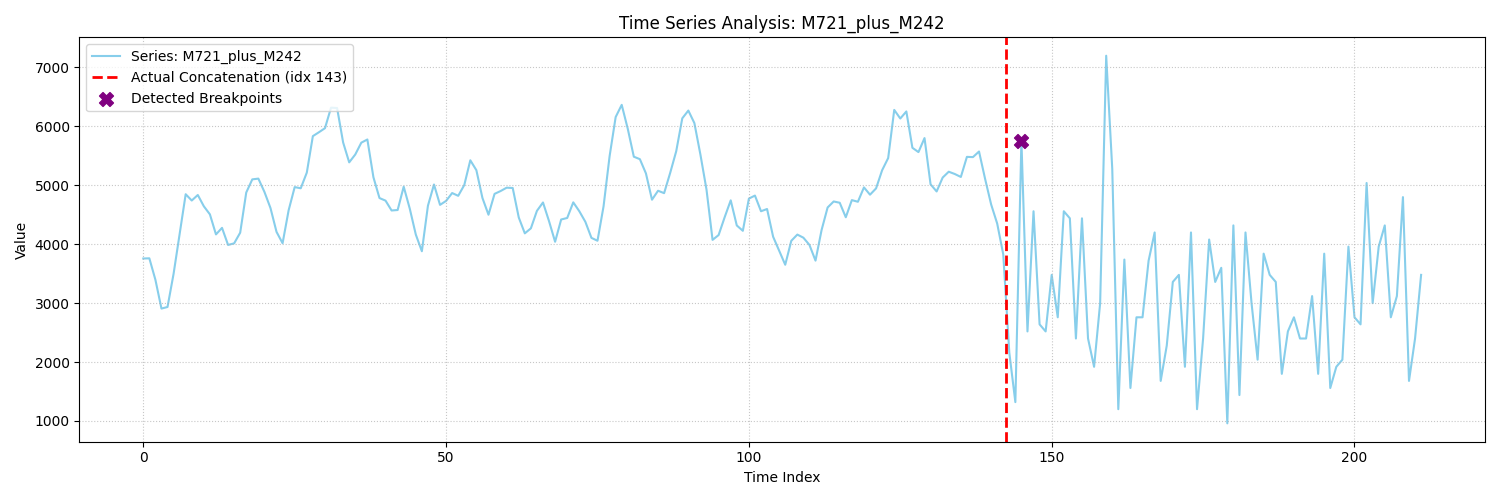 Time Series Analysis: M721_plus_M242
Series: M721_plus_M242
Actual Concatenation (idx 143)
Detected Breakpoints
Value
7000
6000
5000
4000
3000
2000
1000
0 50 100 150 200
Time Index